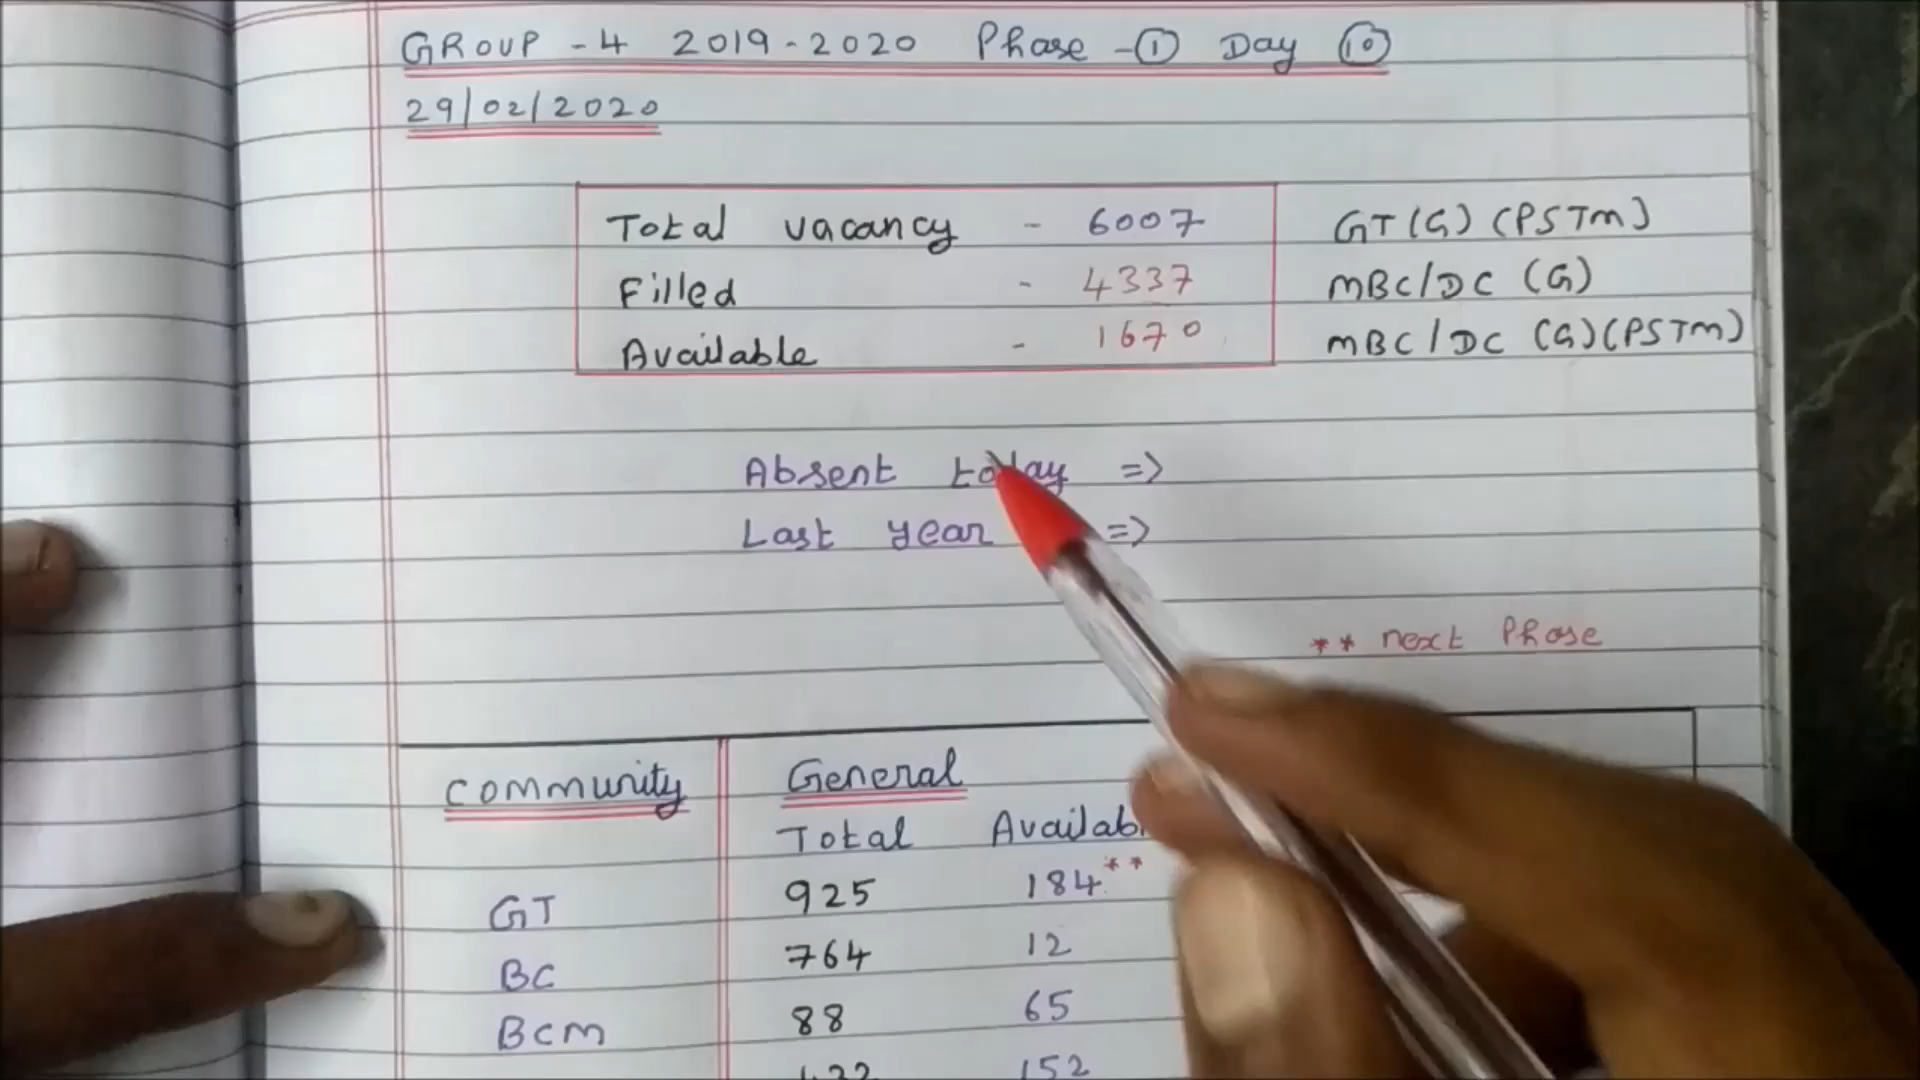 GROUP - 4 2019 - 2020 Phase - ① Day ⑩
29/02/2020
Total vacancy - 6007 GT (G) (PSTM)
Filled - 4337 MBC/DC (G)
Available - 1670 MBC/DC (G) (PSTM)
Absent today =>
Last year =>
** next Phase
Community General
Total Availab
GT 925 184**
BC 764 12
BCM 88 65
152